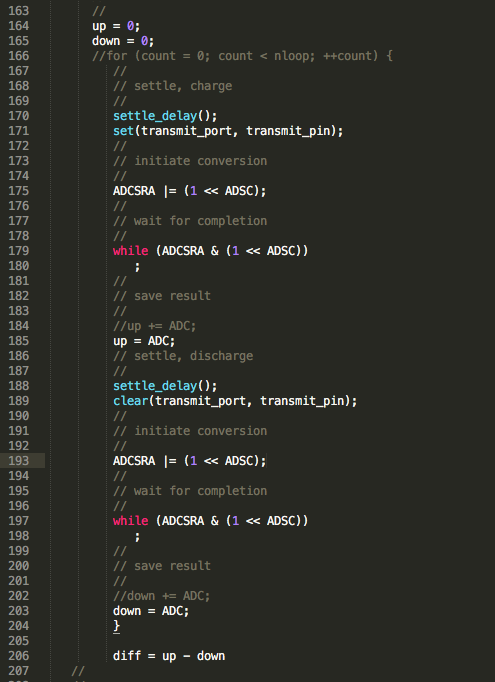 163 //
164 up = 0;
165 down = 0;
166 //for (count = 0; count < nloop; ++count) {
167 //
168 // settle, charge
169 //
170 settle_delay();
171 set(transmit_port, transmit_pin);
172 //
173 // initiate conversion
174 //
175 ADCSRA |= (1 << ADSC);
176 //
177 // wait for completion
178 //
179 while (ADCSRA & (1 << ADSC))
180 ;
181 //
182 // save result
183 //
184 //up += ADC;
185 up = ADC;
186 // settle, discharge
187 //
188 settle_delay();
189 clear(transmit_port, transmit_pin);
190 //
191 // initiate conversion
192 //
193 ADCSRA |= (1 << ADSC);
194 //
195 // wait for completion
196 //
197 while (ADCSRA & (1 << ADSC))
198 ;
199 //
200 // save result
201 //
202 //down += ADC;
203 down = ADC;
204 }
205
206 diff = up - down
207 //